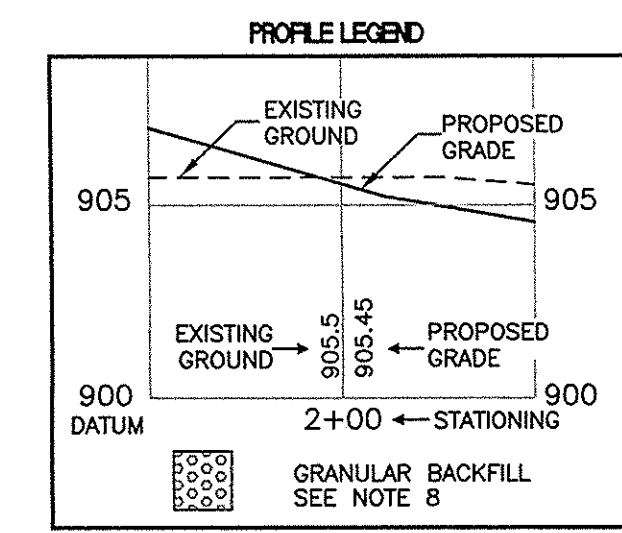 PROFILE LEGEND
EXISTING
GROUND
PROPOSED
GRADE
905
905
EXISTING
GROUND
905.5
905.45
PROPOSED
GRADE
900
900
DATUM
2+00
STATIONING
GRANULAR BACKFILL
SEE NOTE 8